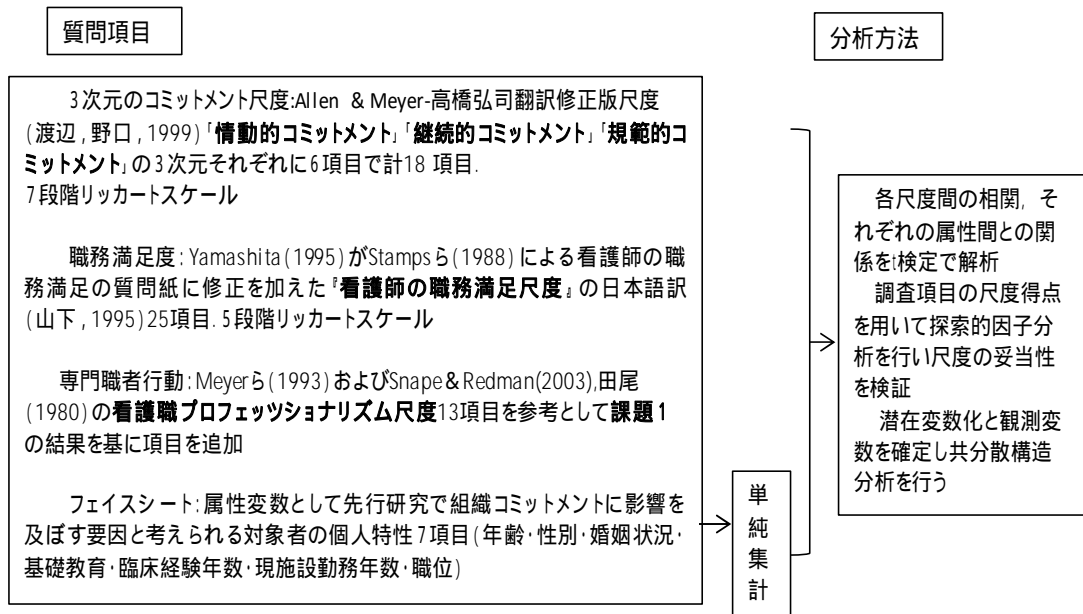 質問項目
3次元のコミットメント尺度:Allen & Meyer-高橋弘司翻訳修正版尺度
(渡辺,野口,1999)「情動的コミットメント」「継続的コミットメント」「規範的コ
ミットメント」の3次元それぞれに6項目で計18 項目.
7段階リッカートスケール
職務満足度:Yamashita(1995)がStampsら(1988)による看護師の職
務満足の質問紙に修正を加えた『看護師の職務満足尺度』の日本語訳
(山下,1995)25項目.5段階リッカートスケール
専門職者行動:Meyerら(1993)およびSnape&Redman(2003),田尾
(1980)の看護職プロフェッツショナリズム尺度13項目を参考として課題1
の結果を基に項目を追加
フェイスシート:属性変数として先行研究で組織コミットメントに影響を
及ぼす要因と考えられる対象者の個人特性7項目(年齢・性別・婚姻状況・
基礎教育・臨床経験年数・現施設勤務年数・職位)
単
純
集
計
分析方法
各尺度間の相関, そ
れぞれの属性間との関
係をt検定で解析
調査項目の尺度得点
を用いて探索的因子分
析を行い尺度の妥当性
を検証
潜在変数化と観測変
数を確定し共分散構造
分析を行う